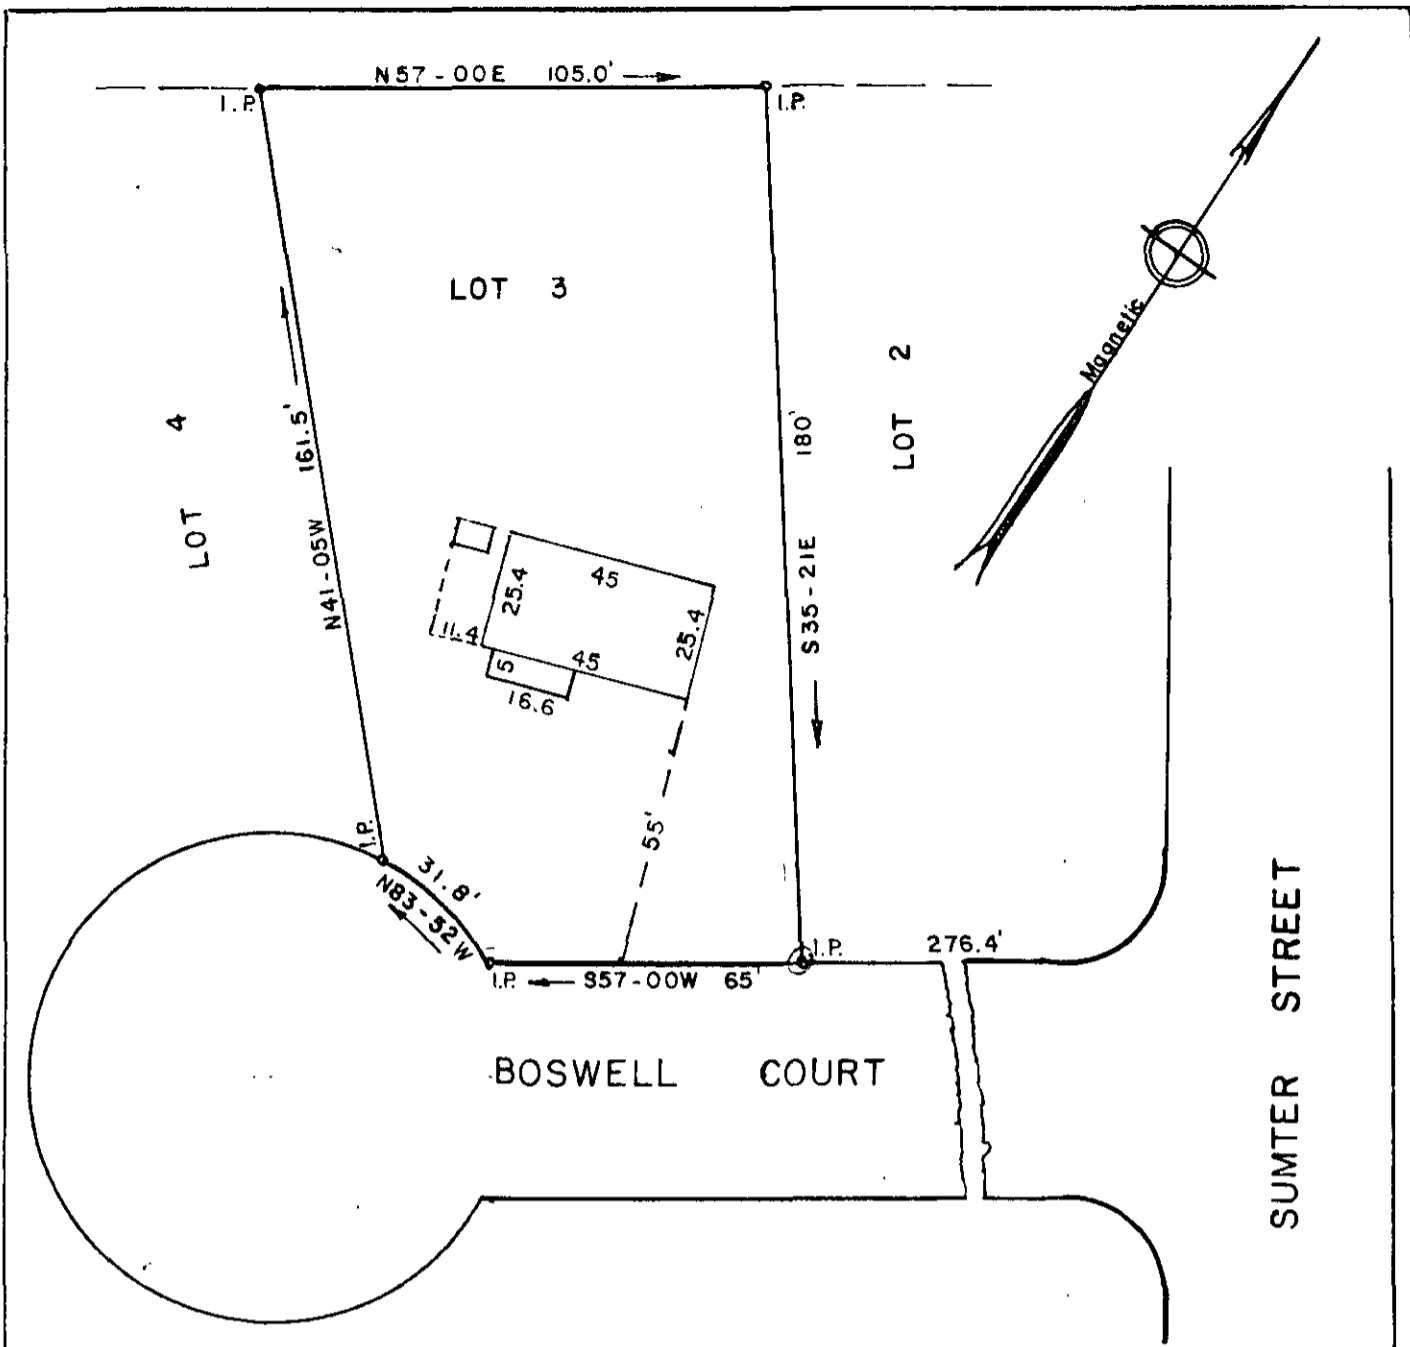 N57-00E 105.0'
I.P.
I.P.
LOT 3
LOT 2
Magnetic
LOT 4
N41-05W 161.5'
180'
S35-21E
45
25.4
25.4
11.4
5
45
16.6
55'
I.P.
31.8'
N83-52W
I.P.
S57-00W 65'
I.P.
276.4'
BOSWELL COURT
SUMTER STREET